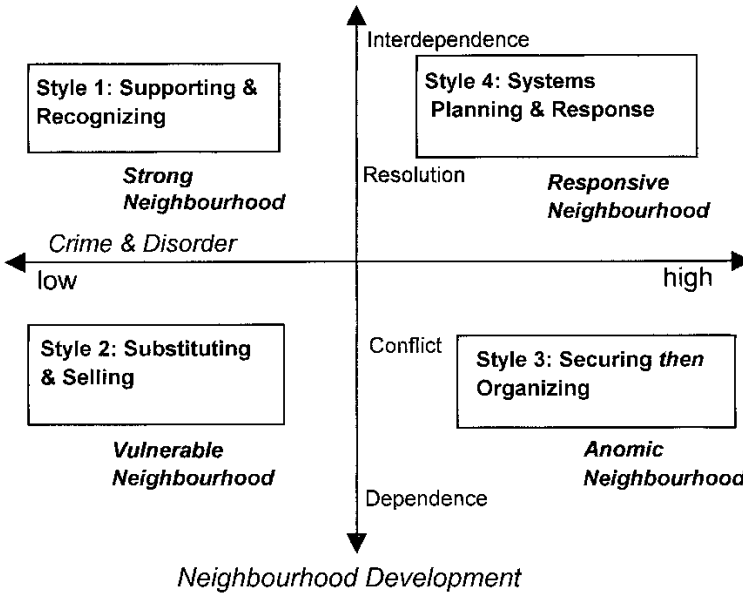 Interdependence
Style 1: Supporting &
Recognizing
Style 4: Systems
Planning & Response
Strong
Neighbourhood
Resolution
Responsive
Neighbourhood
Crime & Disorder
low
high
Style 2: Substituting
& Selling
Conflict
Style 3: Securing then
Organizing
Vulnerable
Neighbourhood
Anomic
Neighbourhood
Dependence
Neighbourhood Development